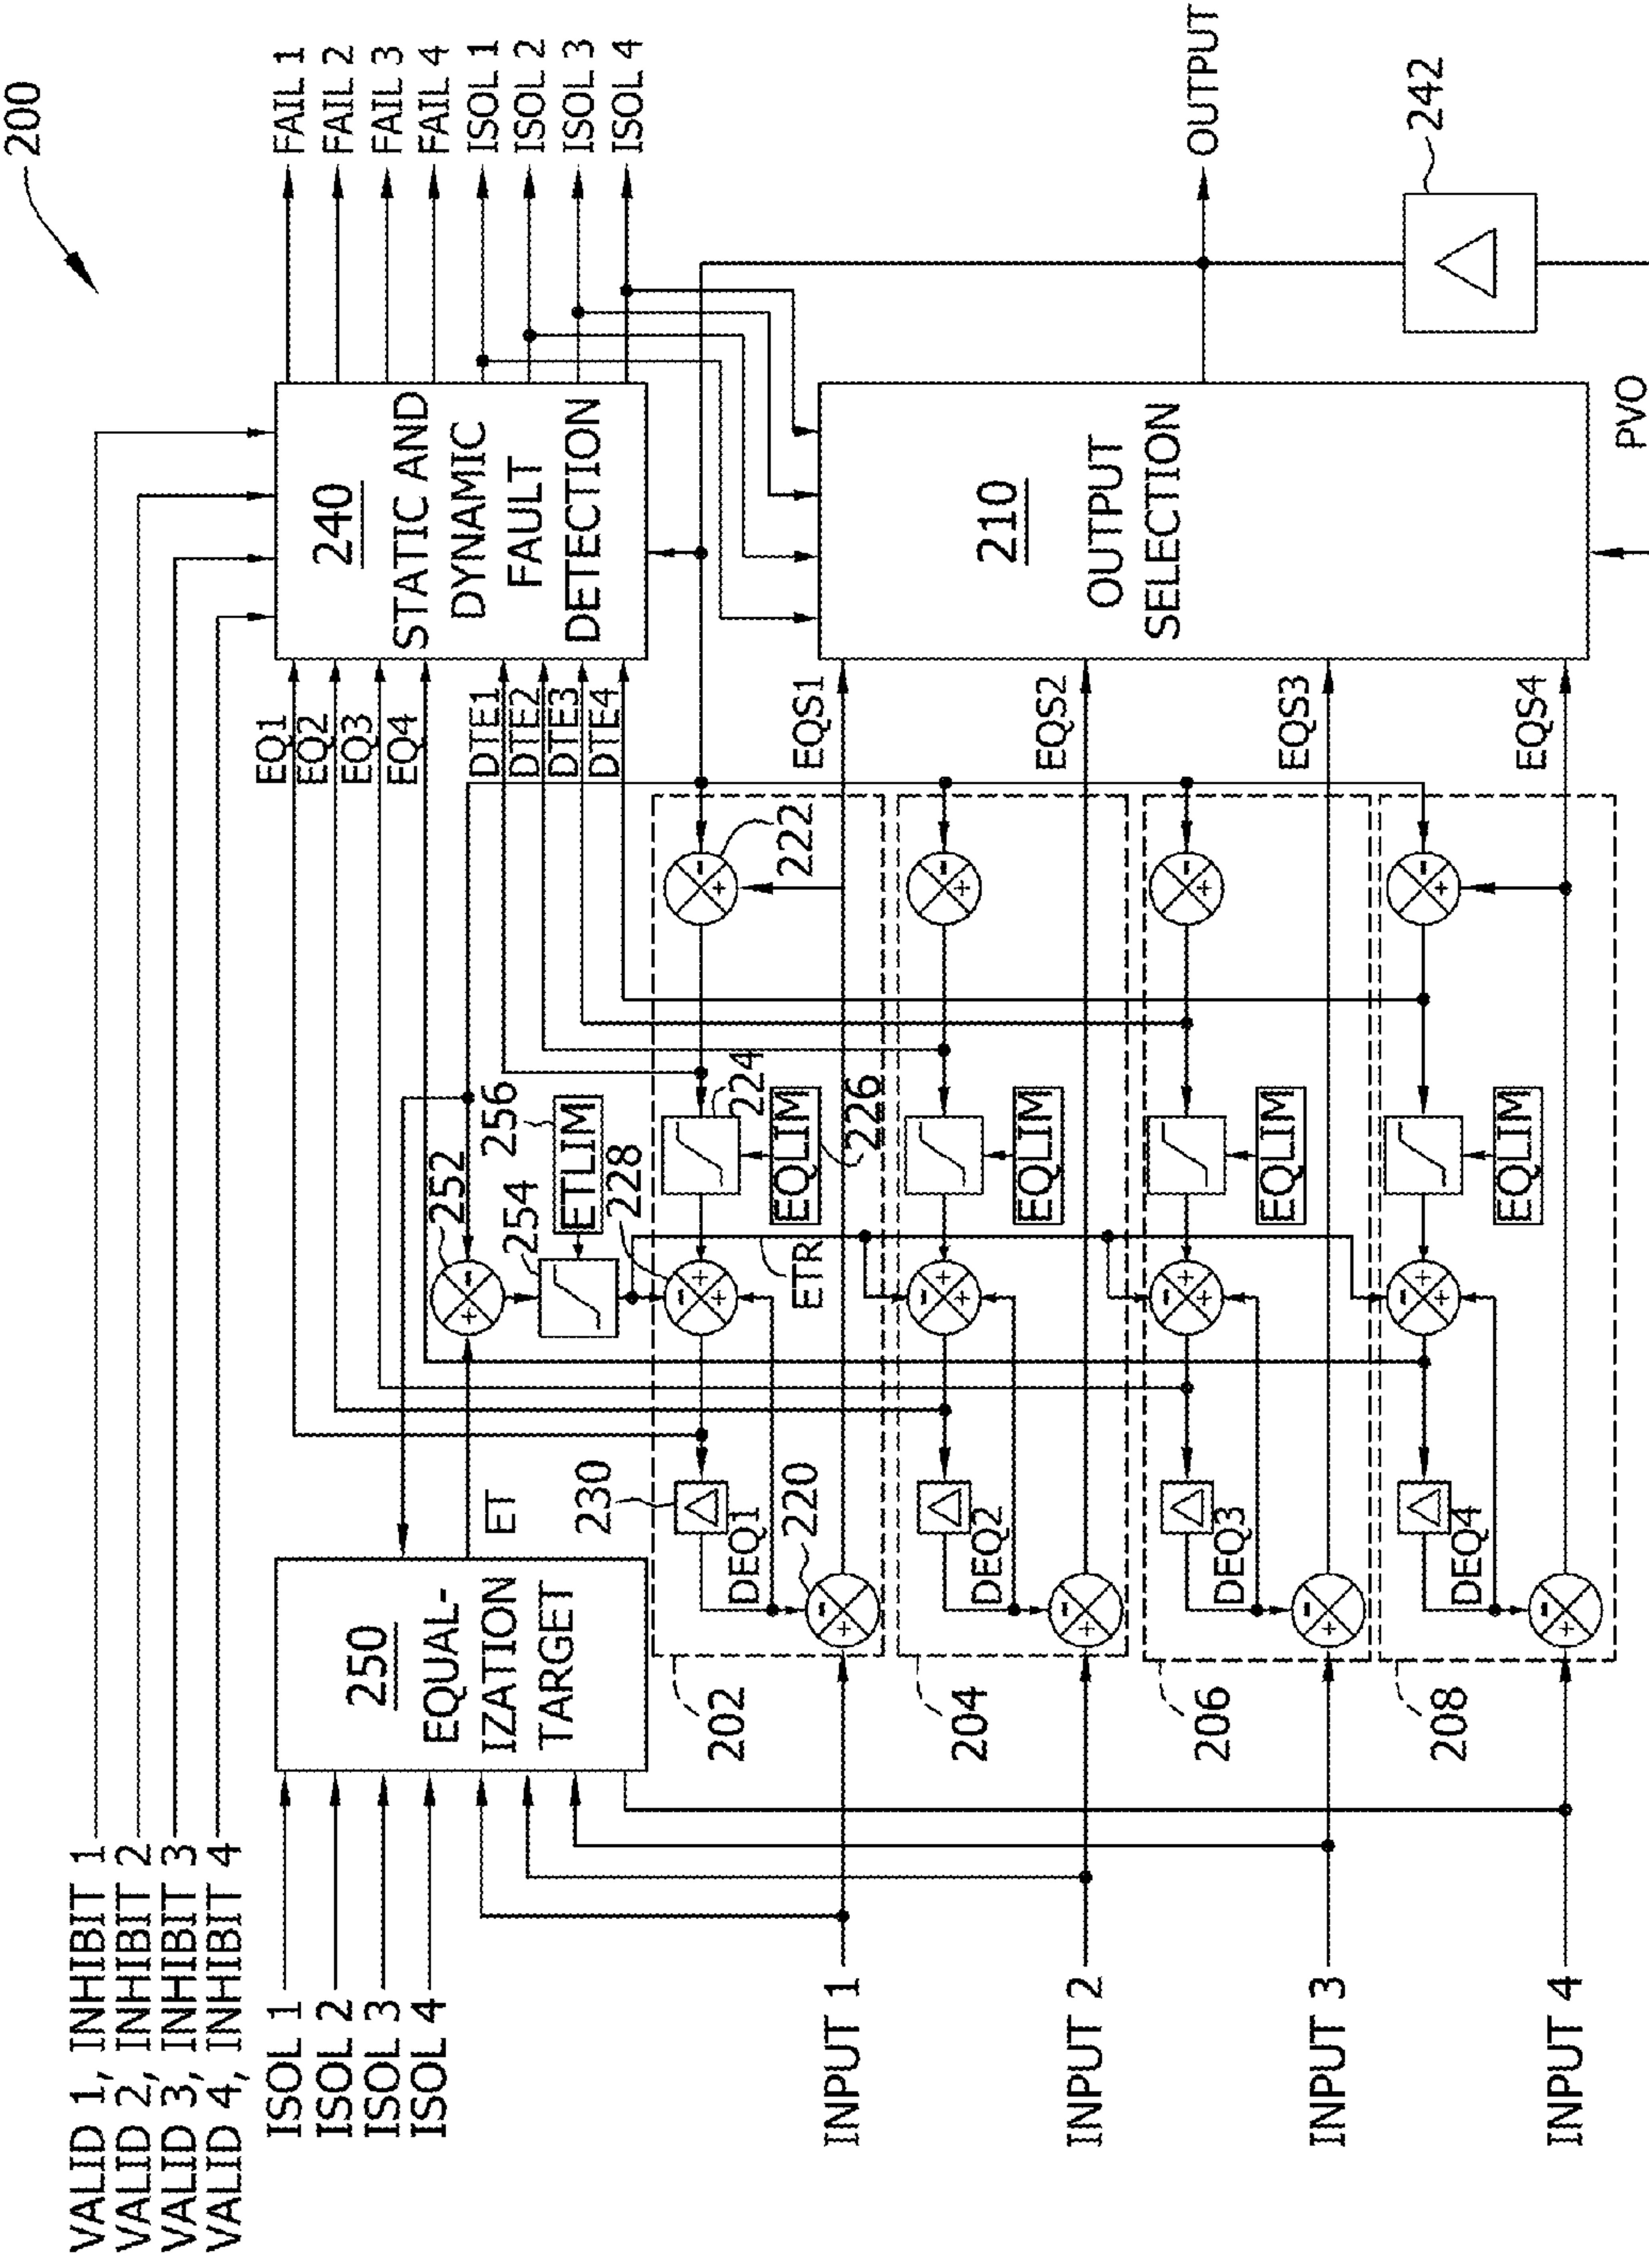 200
VALID 1, INHIBIT 1
VALID 2, INHIBIT 2
VALID 3, INHIBIT 3
VALID 4, INHIBIT 4
ISOL 1
ISOL 2
ISOL 3
ISOL 4
250
EQUAL-
IZATION
TARGET
ET
252
254
256
ETLIM
EQ1
EQ2
EQ3
EQ4
DTE1
DTE2
DTE3
DTE4
240
STATIC AND
DYNAMIC
FAULT
DETECTION
FAIL 1
FAIL 2
FAIL 3
FAIL 4
ISOL 1
ISOL 2
ISOL 3
ISOL 4
230
228
224
222
DEQ1
220
ETR
EQLIM
226
EQS1
202
INPUT 1
DEQ2
EQLIM
EQS2
204
INPUT 2
DEQ3
EQLIM
EQS3
206
INPUT 3
DEQ4
EQLIM
EQS4
208
INPUT 4
210
OUTPUT
SELECTION
OUTPUT
242
PVO